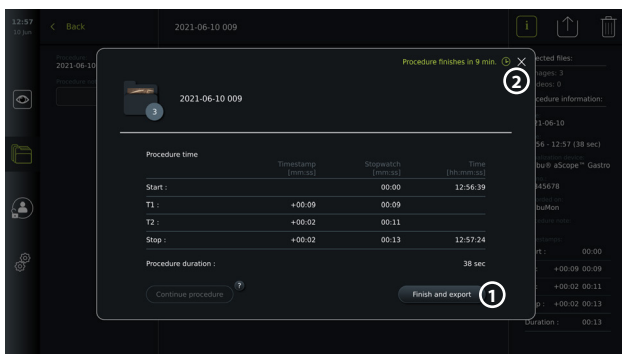 12:57
10 Jun
Back
2021-06-10 009
i
Procedure
2021-06-10
Procedure finishes in 9 min.
2
2021-06-10 009
3
Procedure time
Timestamp [mm:ss]
Stopwatch [mm:ss]
Time [hh:mm:ss]
Start : 00:00 12:56:39
T1 : +00:09 00:09
T2 : +00:02 00:11
Stop : +00:02 00:13 12:57:24
Procedure duration : 38 sec
Continue procedure ?
Finish and export 1
ected files:
ages: 3
deos: 0
cedure information:
21-06-10
56 - 12:57 (38 sec)
bu® aScope™ Gastro
345678
buMon
rt : 00:00
: +00:09 00:09
: +00:02 00:11
p : +00:02 00:13
Duration : 00:13